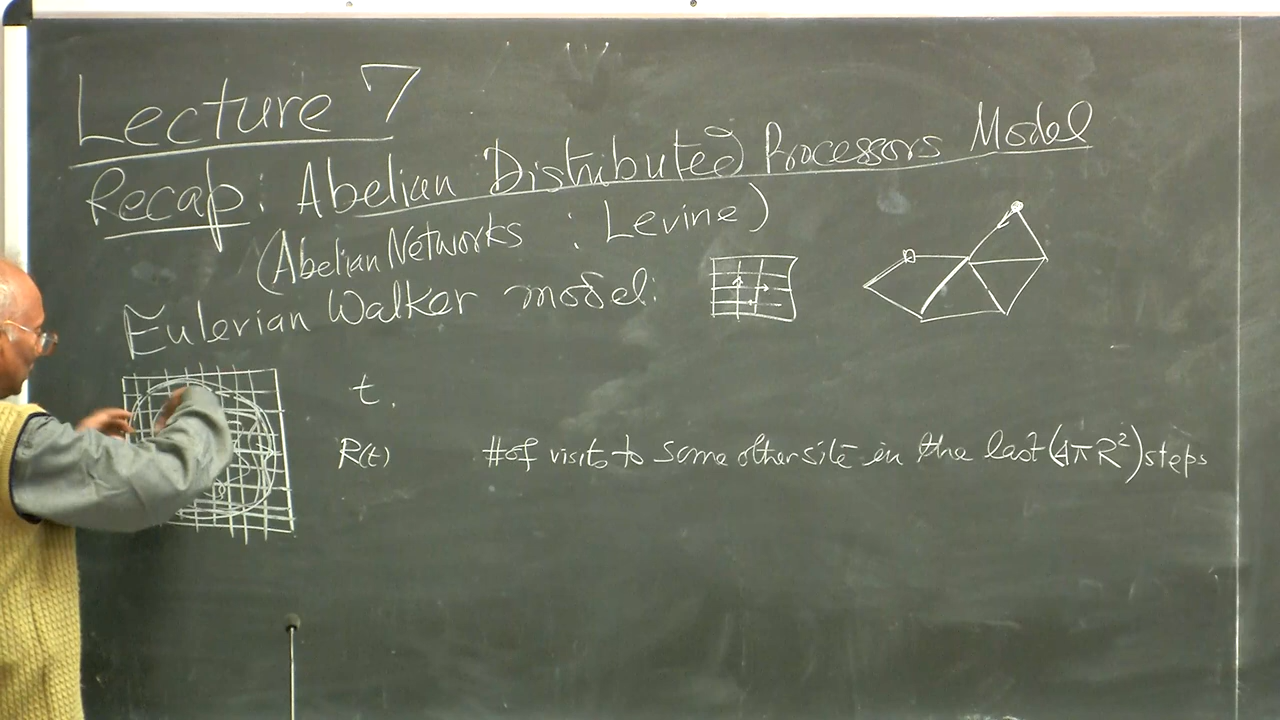 Lecture 7
Recap: Abelian Distributed Processors Model
(Abelian Networks : Levine)
Eulerian Walker model:
t.
R(t) # of visits to some other site in the last (4πR²) steps